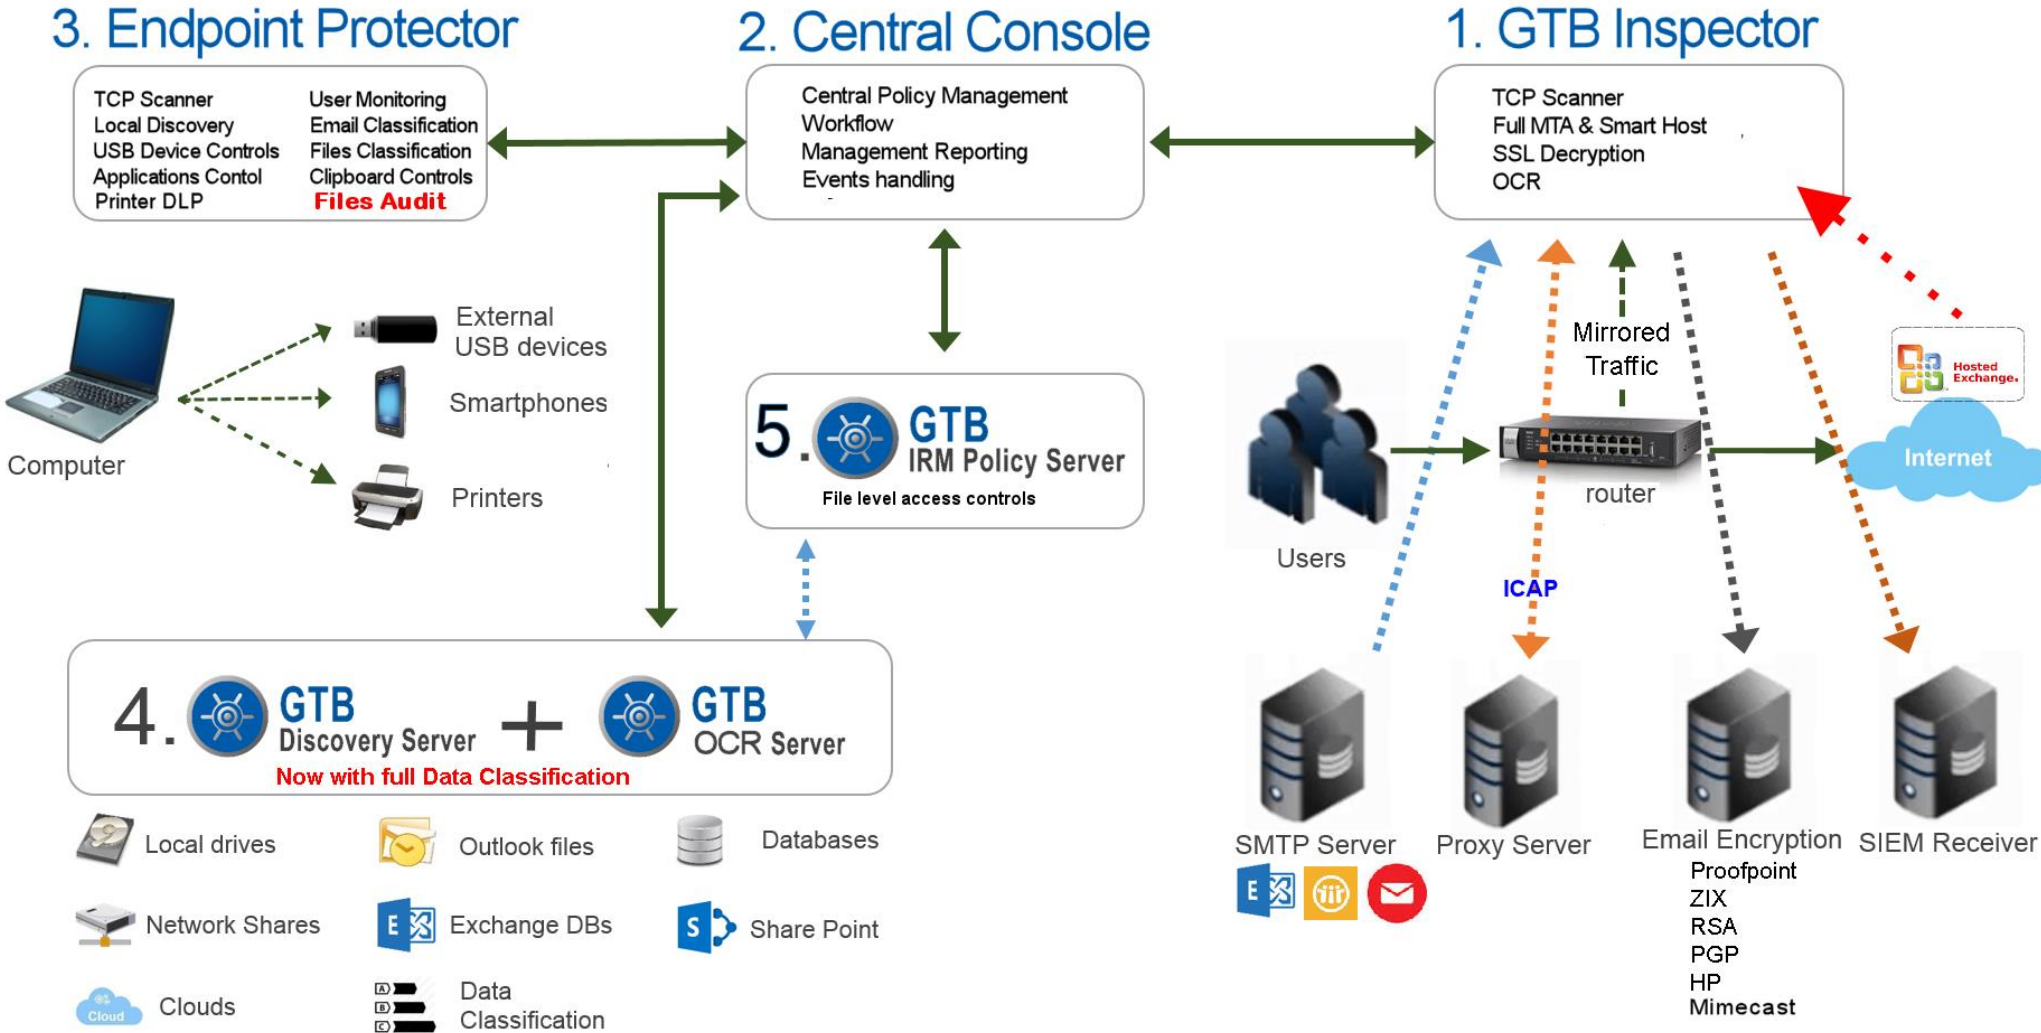 3. Endpoint Protector
2. Central Console
1. GTB Inspector
TCP Scanner
Local Discovery
USB Device Controls
Applications Contol
Printer DLP
User Monitoring
Email Classification
Files Classification
Clipboard Controls
Files Audit
Central Policy Management
Workflow
Management Reporting
Events handling
TCP Scanner
Full MTA & Smart Host
SSL Decryption
OCR
Computer
External
USB devices
Smartphones
Printers
5.
GTB
IRM Policy Server
File level access controls
Mirrored
Traffic
Hosted
Exchange.
Users
router
Internet
ICAP
4.
GTB
Discovery Server
+
GTB
OCR Server
Now with full Data Classification
Local drives
Outlook files
Databases
Network Shares
E
Exchange DBs
S
Share Point
Cloud
Clouds
A
B
C
Data
Classification
SMTP Server
E
Proxy Server
Email Encryption
Proofpoint
ZIX
RSA
PGP
HP
Mimecast
SIEM Receiver